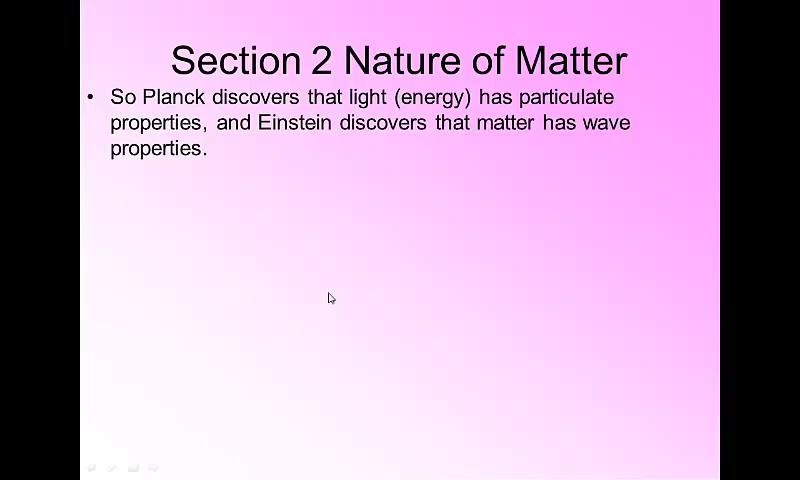 Section 2 Nature of Matter
• So Planck discovers that light (energy) has particulate
properties, and Einstein discovers that matter has wave
properties.